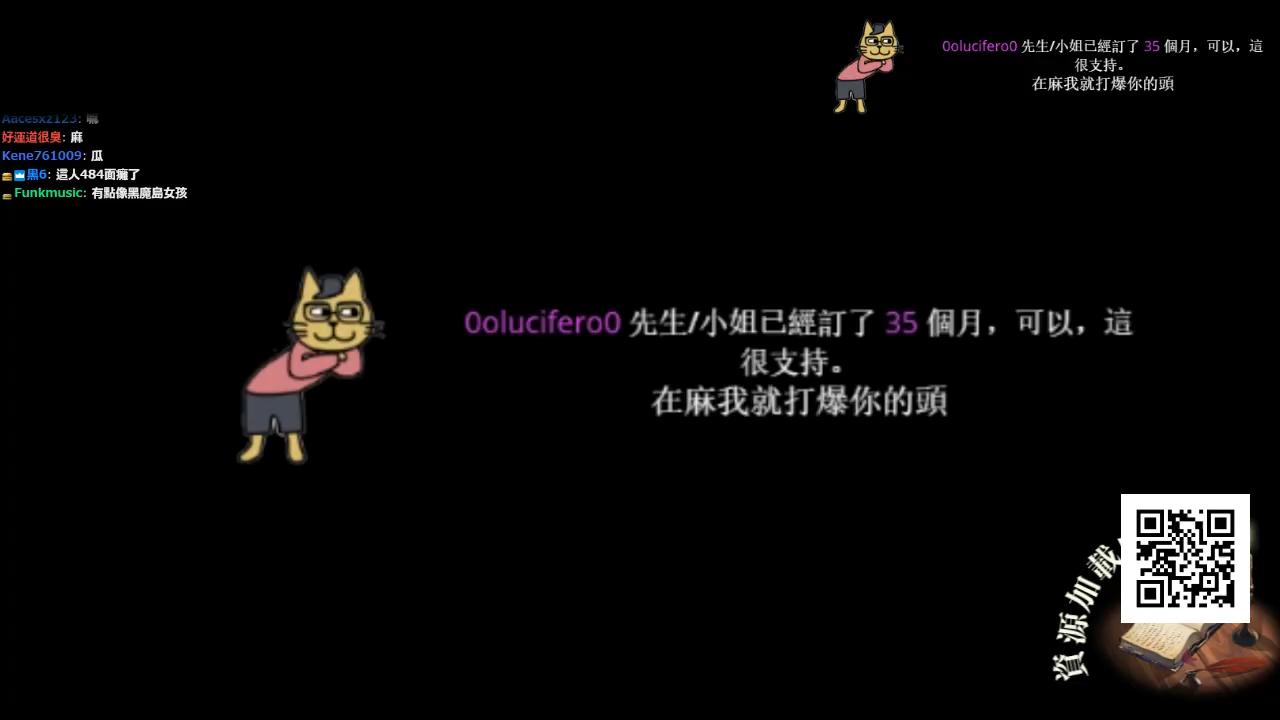 0olucifero0 先生/小姐已經訂了 35 個月，可以，這
很支持。
在麻我就打爆你的頭
Aacesxz123: 嘴
好運道很臭: 麻
Kene761009: 瓜
黑6: 這人484面癱了
Funkmusic: 有點像黑魔島女孩
0olucifero0 先生/小姐已經訂了 35 個月，可以，這
很支持。
在麻我就打爆你的頭
資源加載